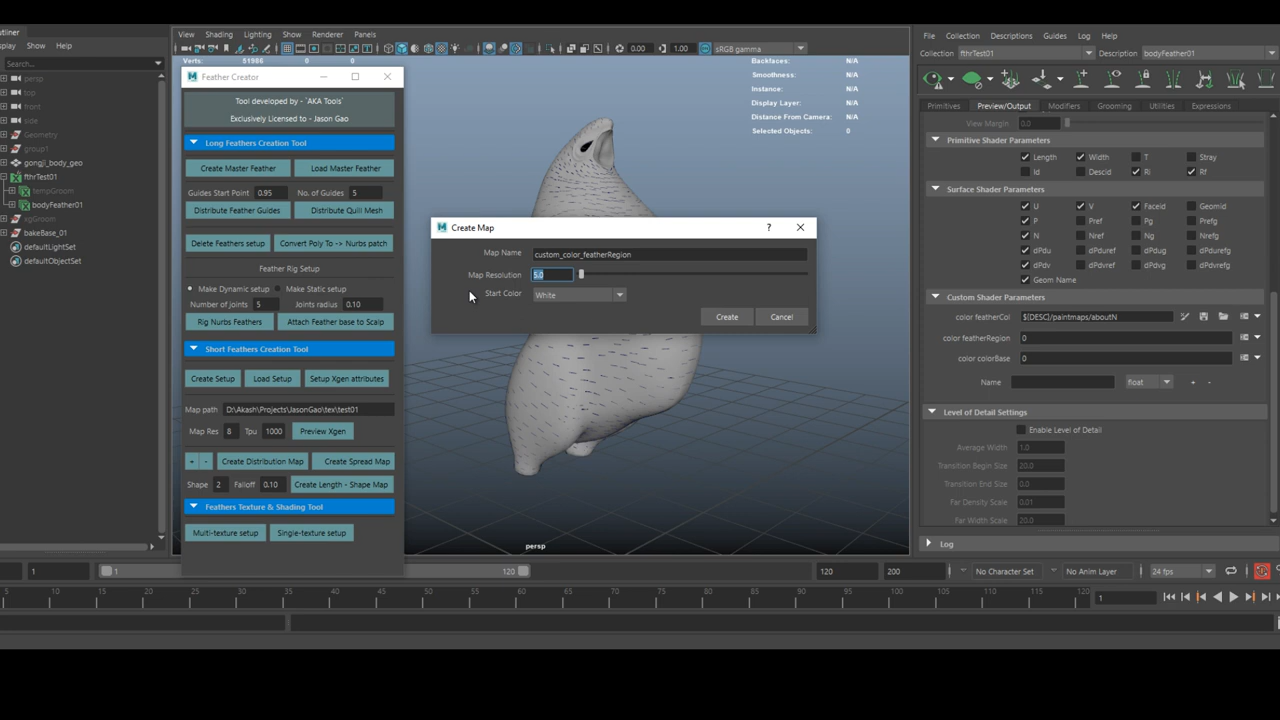 utliner
View Shading Lighting Show Renderer Panels
File Collection Descriptions Guides Log Help
splay Show Help
0.00 1.00 sRGB gamma
Collection fthrTest01 Description bodyFeather01
Search...
Verts: 51986 0 0
Backfaces: N/A
Smoothness: N/A
Instance: N/A
Display Layer: N/A
Distance From Camera: N/A
Selected Objects: 0
persp
top
front
side
Geometry
group1
gongji_body_geo
fthrTest01
tempGroom
bodyFeather01
bakeBase_01
defaultLightSet
defaultObjectSet
Feather Creator
Tool developed by - 'AKA Tools'
Exclusively Licensed to - Jason Gao
Long Feathers Creation Tool
Create Master Feather Load Master Feather
Guides Start Point 0.95 No. of Guides 5
Distribute Feather Guides Distribute Quill Mesh
Delete Feathers setup Convert Poly To -> Nurbs patch
Feather Rig Setup
Make Dynamic setup Make Static setup
Number of joints 5 Joints radius 0.10
Rig Nurbs Feathers Attach Feather base to Scalp
Short Feathers Creation Tool
Create Setup Load Setup Setup Xgen attributes
Map path D:\Akash\Projects\JasonGao\tex\test01
Map Res 8 Tpu 1000 Preview Xgen
+ - Create Distribution Map Create Spread Map
Shape 2 Falloff 0.10 Create Length - Shape Map
Feathers Texture & Shading Tool
Multi-texture setup Single-texture setup
Create Map ?
Map Name custom_color_featherRegion
Map Resolution 5.0
Start Color White
Create Cancel
persp
Primitives Preview/Output Modifiers Grooming Utilities Expressions
View Margin 0.0
Primitive Shader Parameters
Length Width T Stray
Id Descid Ri Rf
Surface Shader Parameters
U V Faceid Geomid
P Pref Pg Prefg
N Nref Ng Nrefg
dPdu dPduref dPdug dPdurefg
dPdv dPdvref dPdvg dPdvrefg
Geom Name
Custom Shader Parameters
color featherCol ${DESC}/paintmaps/aboutN
color featherRegion 0
color colorBase 0
Name float + -
Level of Detail Settings
Enable Level of Detail
Average Width 1.0
Transition Begin Size 20.0
Transition End Size 0.0
Far Density Scale 0.01
Far Width Scale 20.0
Log
1 1 120 120 200 No Character Set No Anim Layer 24 fps
5 10 15 20 25 30 35 40 45 50 55 60 65 70 75 80 85 90 95 100 105 110 115 120 1